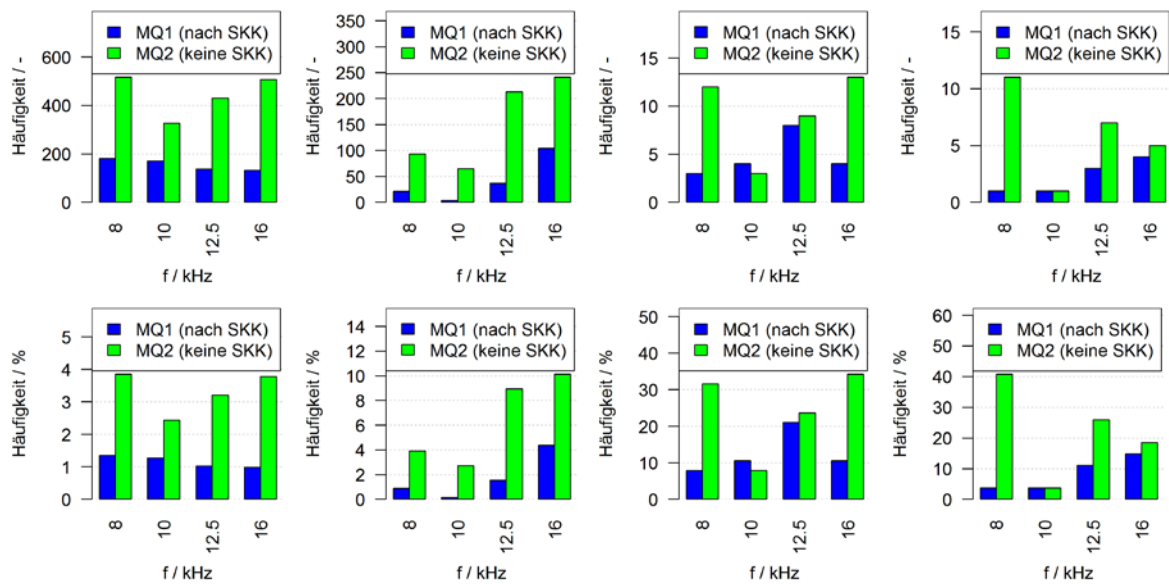 Häufigkeit / -
600
400
200
0
MQ1 (nach SKK)
MQ2 (keine SKK)
8
10
12.5
16
f / kHz
Häufigkeit / -
350
300
250
200
150
100
50
0
MQ1 (nach SKK)
MQ2 (keine SKK)
8
10
12.5
16
f / kHz
Häufigkeit / -
15
10
5
0
MQ1 (nach SKK)
MQ2 (keine SKK)
8
10
12.5
16
f / kHz
Häufigkeit / -
15
10
5
0
MQ1 (nach SKK)
MQ2 (keine SKK)
8
10
12.5
16
f / kHz
Häufigkeit / %
5
4
3
2
1
0
MQ1 (nach SKK)
MQ2 (keine SKK)
8
10
12.5
16
f / kHz
Häufigkeit / %
14
12
10
8
6
4
2
0
MQ1 (nach SKK)
MQ2 (keine SKK)
8
10
12.5
16
f / kHz
Häufigkeit / %
50
40
30
20
10
0
MQ1 (nach SKK)
MQ2 (keine SKK)
8
10
12.5
16
f / kHz
Häufigkeit / %
60
50
40
30
20
10
0
MQ1 (nach SKK)
MQ2 (keine SKK)
8
10
12.5
16
f / kHz